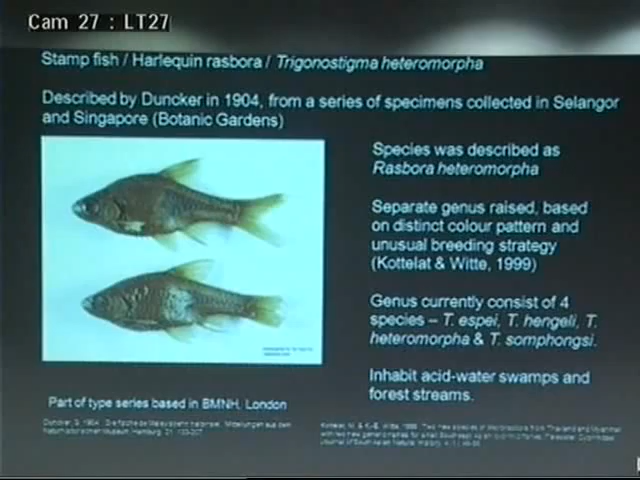 Cam 27 : LT27
Stamp fish / Harlequin rasbora / Trigonostigma heteromorpha
Described by Duncker in 1904, from a series of specimens collected in Selangor
and Singapore (Botanic Gardens)
Species was described as
Rasbora heteromorpha
Separate genus raised, based
on distinct colour pattern and
unusual breeding strategy
(Kottelat & Witte, 1999)
Genus currently consist of 4
species – T. espei, T. hengeli, T.
heteromorpha & T. somphongsi.
Inhabit acid-water swamps and
forest streams.
Part of type series based in BMNH, London